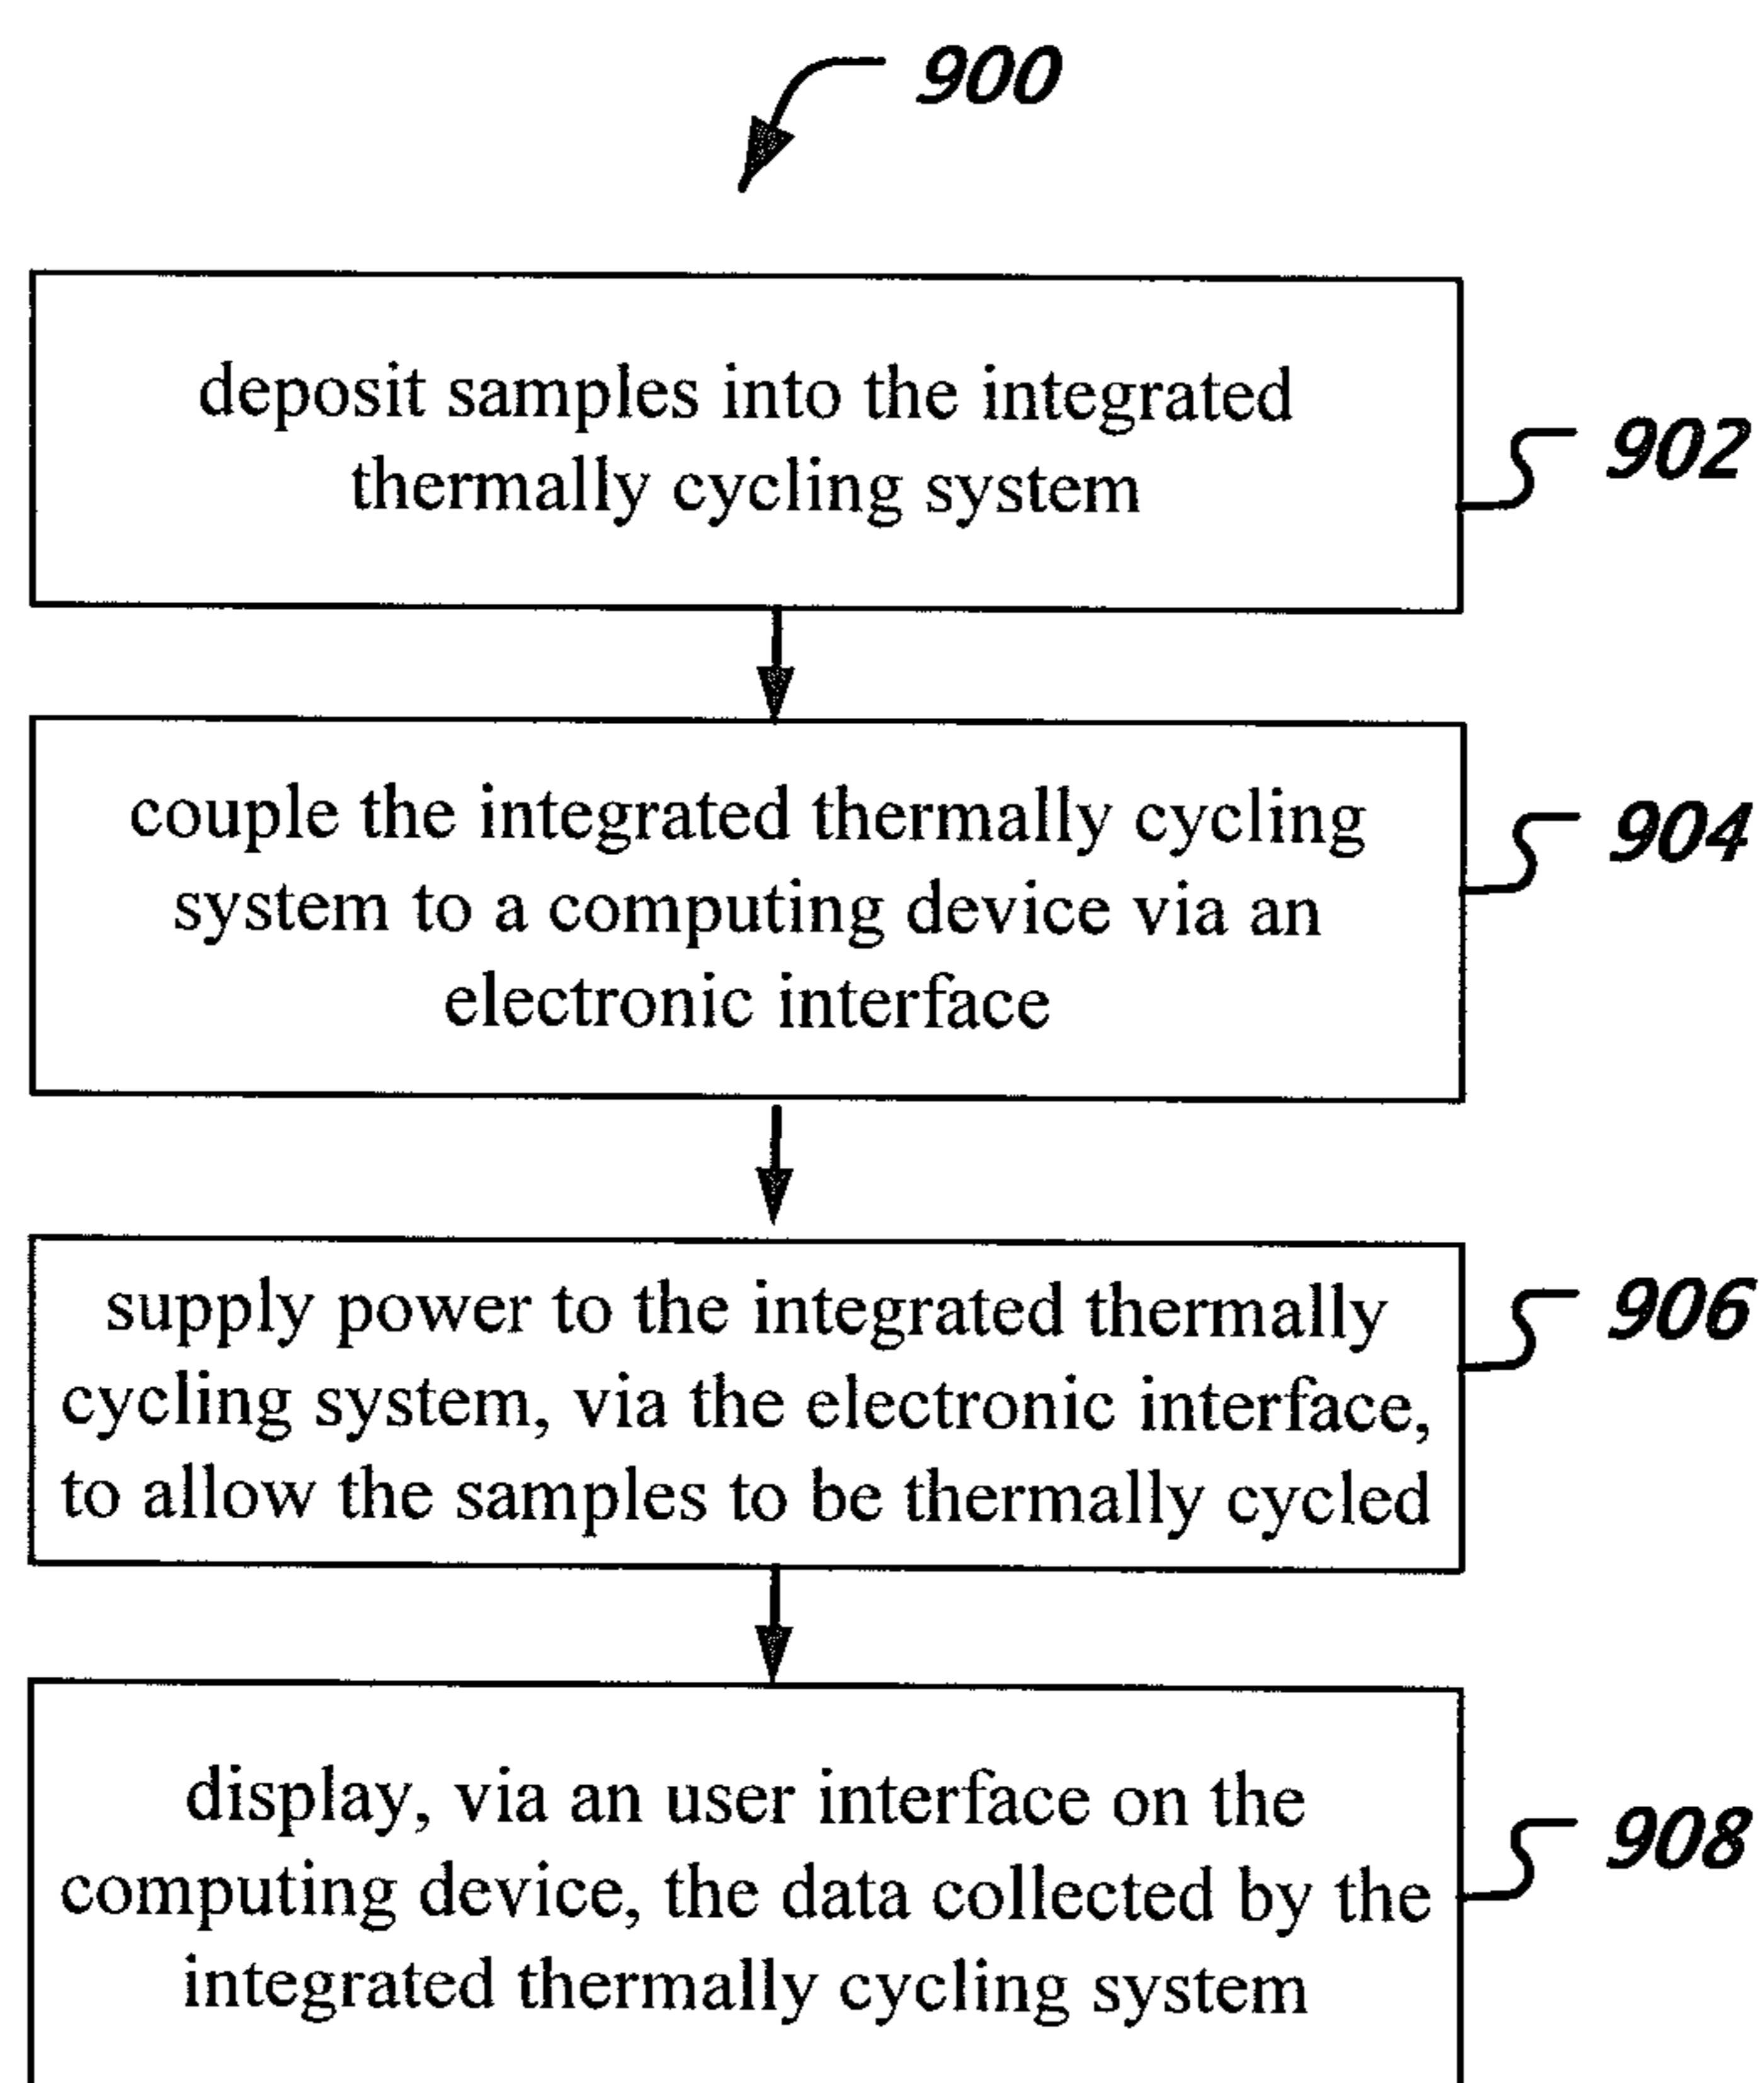 900
deposit samples into the integrated
thermally cycling system
902
couple the integrated thermally cycling
system to a computing device via an
electronic interface
904
supply power to the integrated thermally
cycling system, via the electronic interface,
to allow the samples to be thermally cycled
906
display, via an user interface on the
computing device, the data collected by the
integrated thermally cycling system
908